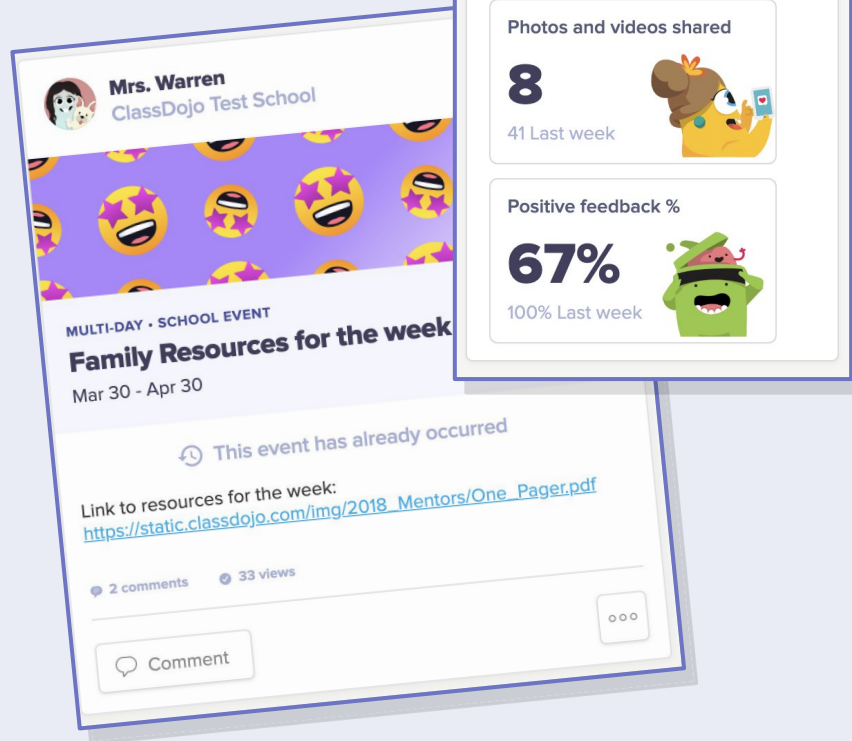 Mrs. Warren
ClassDojo Test School
MULTI-DAY • SCHOOL EVENT
Family Resources for the week
Mar 30 - Apr 30
This event has already occurred
Link to resources for the week:
https://static.classdojo.com/img/2018_Mentors/One_Pager.pdf
2 comments
33 views
Comment
Photos and videos shared
8
41 Last week
Positive feedback %
67%
100% Last week